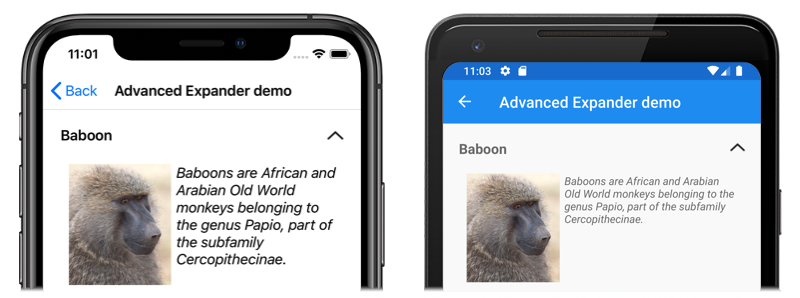 11:01
Back
Advanced Expander demo
Baboon
Baboons are African and
Arabian Old World
monkeys belonging to
the genus Papio, part of
the subfamily
Cercopithecinae.
11:03
Advanced Expander demo
Baboon
Baboons are African and Arabian
Old World monkeys belonging to the
genus Papio, part of the subfamily
Cercopithecinae.